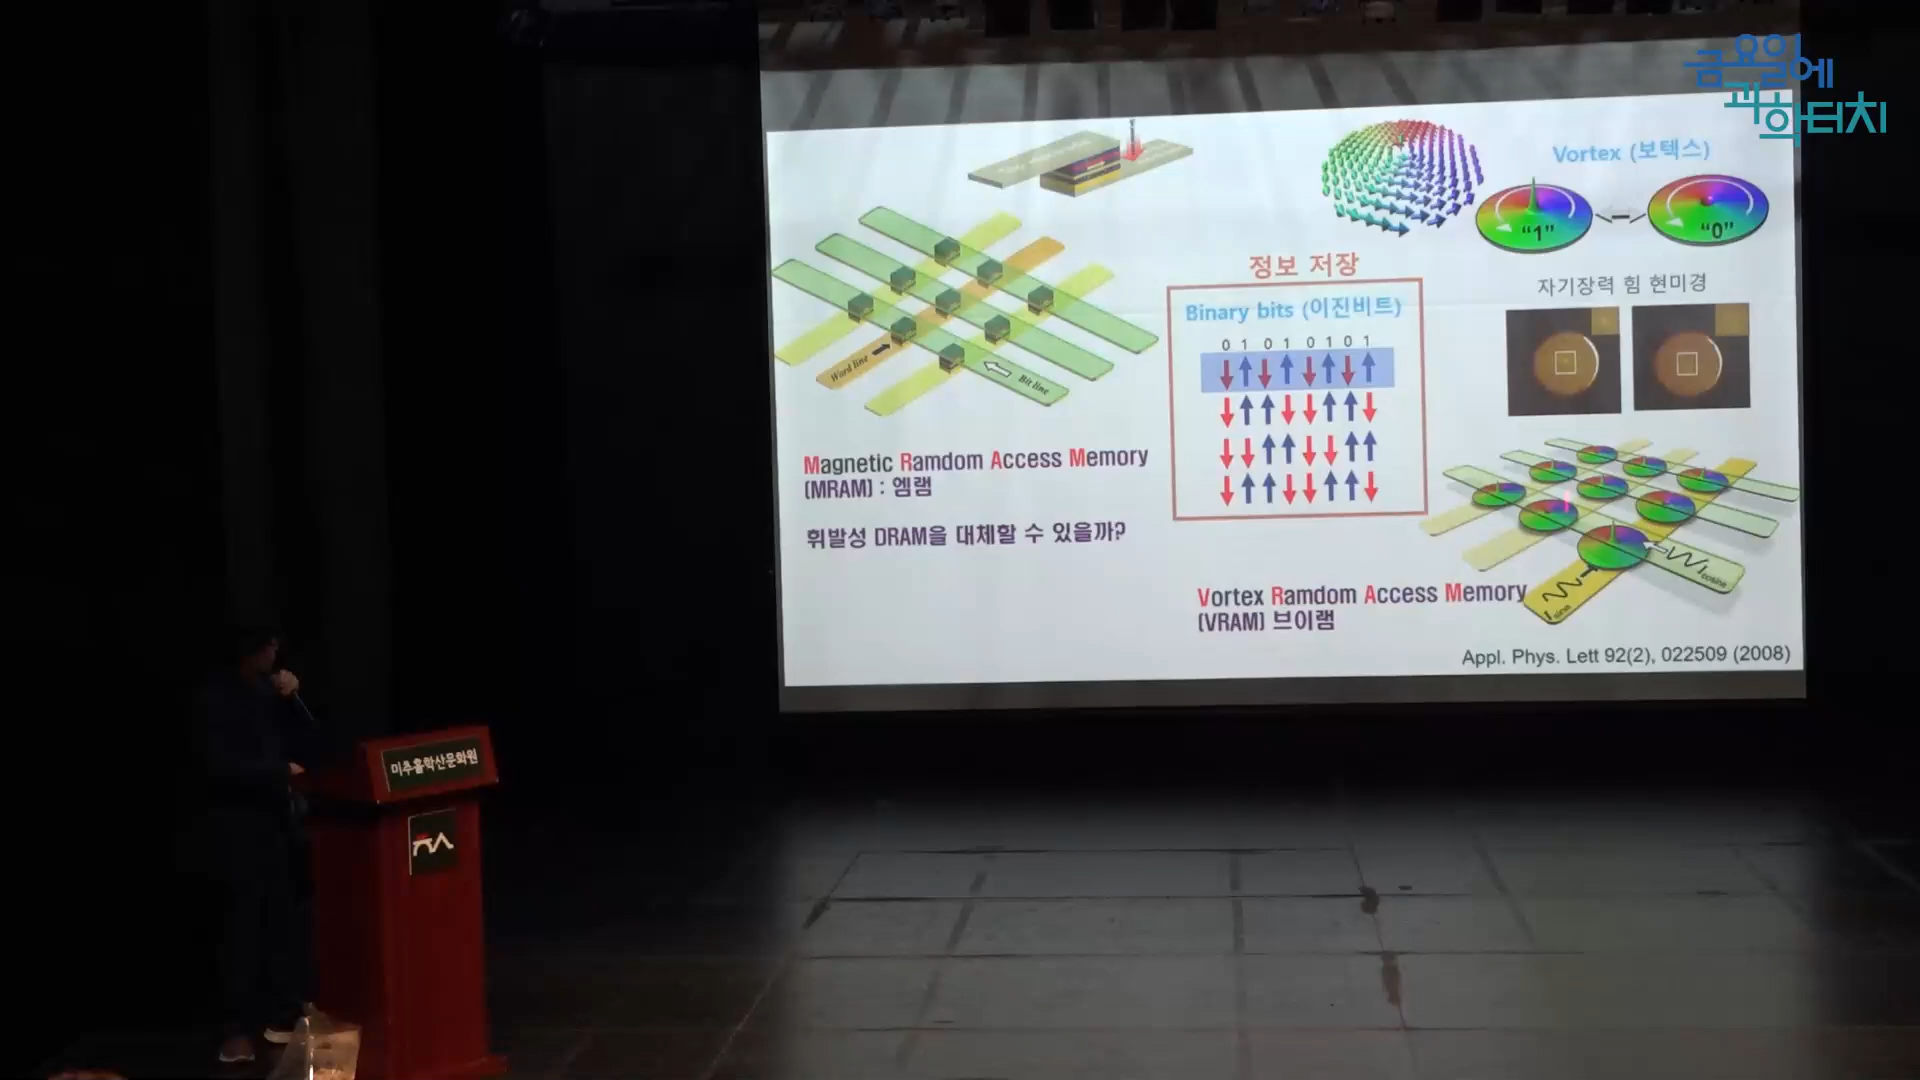 금요일에
과학터치
Vortex (보텍스)
"1"
"0"
정보 저장
자기장력 힘 현미경
Binary bits (이진비트)
0 1 0 1 0 1 0 1
Word line
Bit line
Magnetic Ramdom Access Memory
(MRAM) : 엠램
휘발성 DRAM을 대체할 수 있을까?
Vortex Ramdom Access Memory
(VRAM) 브이램
I sine
I cosine
Appl. Phys. Lett 92(2), 022509 (2008)
미추홀학산문화원